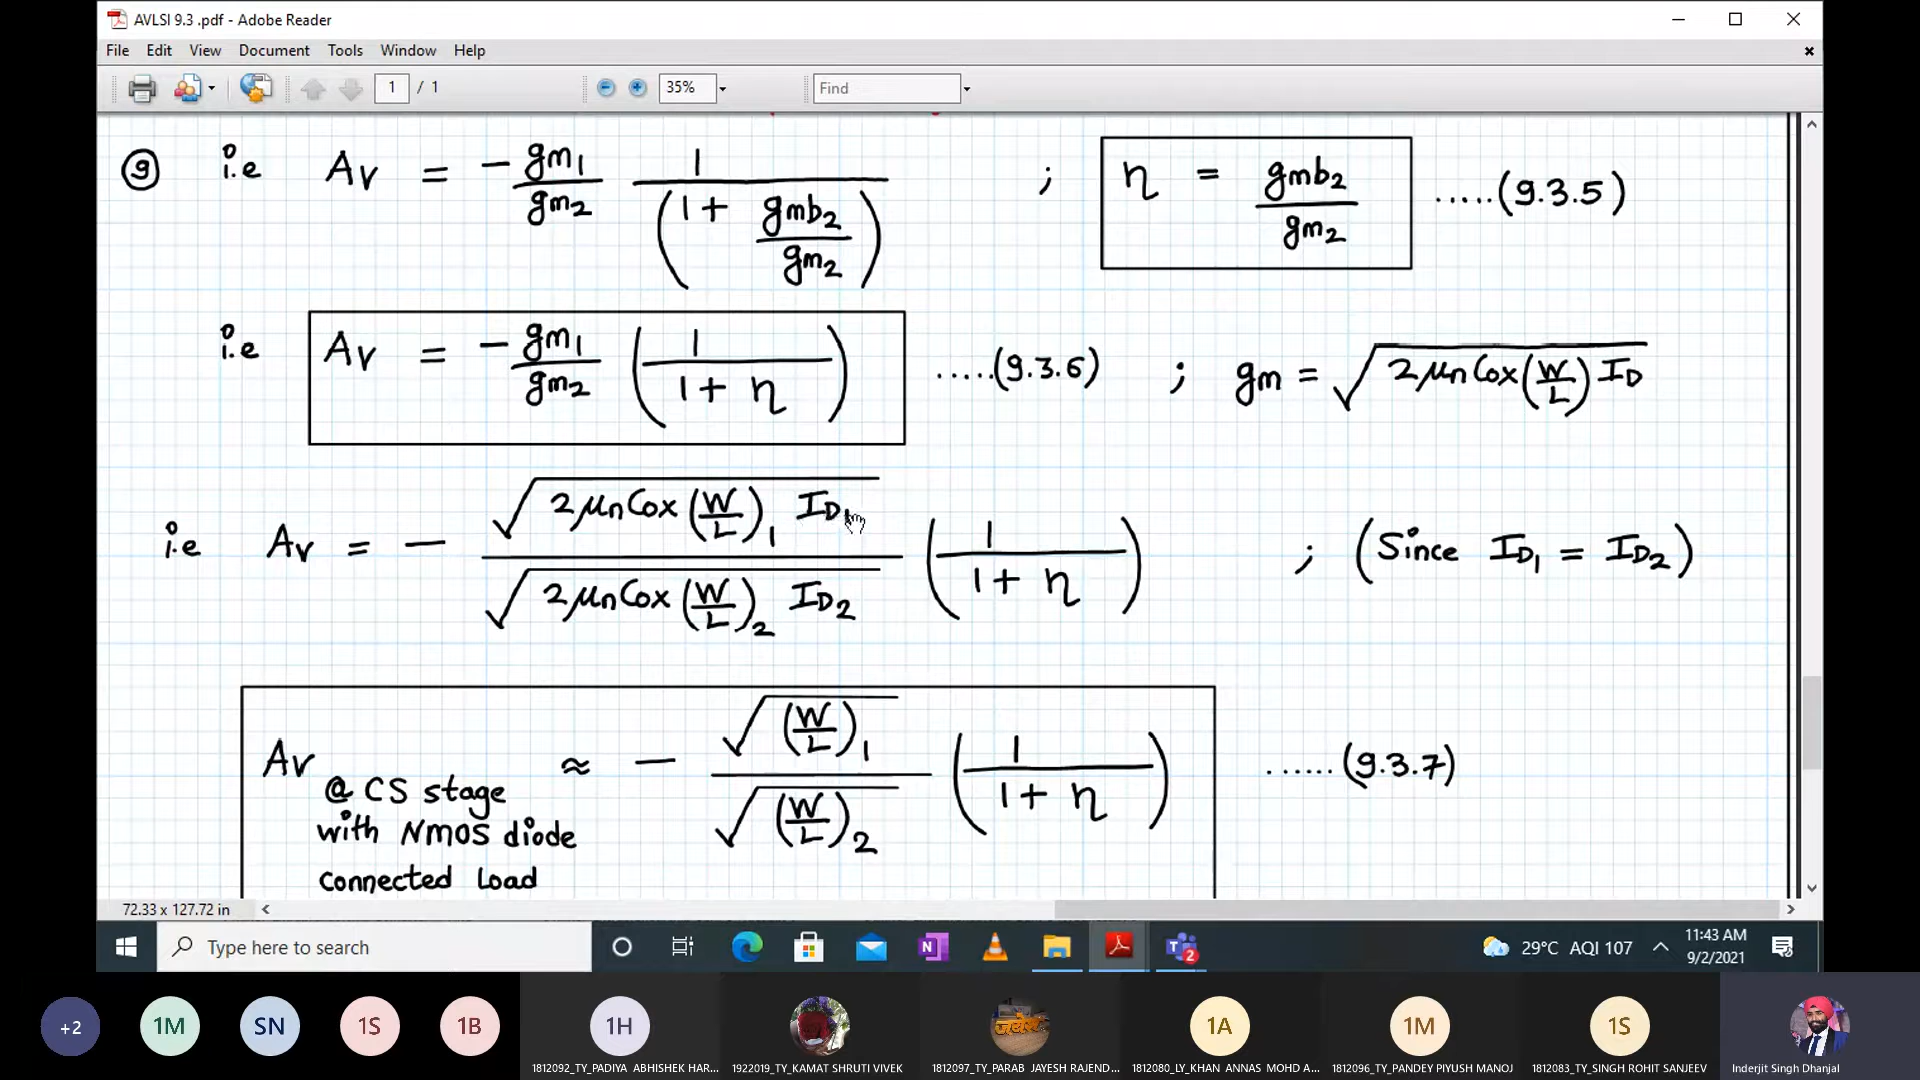 AVLSI 9.3 .pdf - Adobe Reader
File Edit View Document Tools Window Help
1 / 1 35% Find
⑨ i.e Av = - gm1/gm2 1/(1 + gmb2/gm2) ; η = gmb2/gm2 .....(9.3.5)
i.e Av = - gm1/gm2 (1/(1 + η)) .....(9.3.6) ; gm = √(2μnCox(W/L) ID)
i.e Av = - √(2μnCox(W/L)1 ID1) / √(2μnCox(W/L)2 ID2) (1/(1 + η)) ; (Since ID1 = ID2)
Av @ CS stage with NMOS diode connected Load ≈ - √(W/L)1 / √(W/L)2 (1/(1 + η)) ......(9.3.7)
72.33 x 127.72 in
Type here to search
2
29°C AQI 107
11:43 AM
9/2/2021
+2 1M SN 1S 1B 1H 1A 1M 1S
1812092_TY_PADIYA ABHISHEK HAR... 1922019_TY_KAMAT SHRUTI VIVEK 1812097_TY_PARAB JAYESH RAJEND... 1812080_LY_KHAN ANNAS MOHD A... 1812096_TY_PANDEY PIYUSH MANOJ 1812083_TY_SINGH ROHIT SANJEEV Inderjit Singh Dhanjal